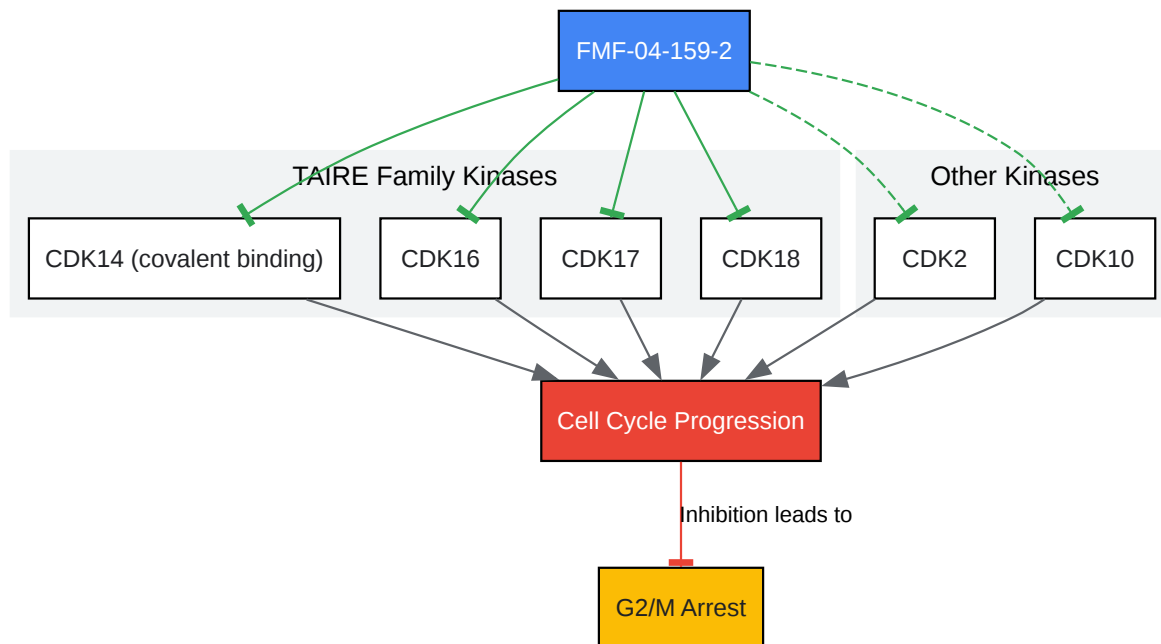 FMF-04-159-2
TAIRE Family Kinases
Other Kinases
CDK14 (covalent binding)
CDK16
CDK17
CDK18
CDK2
CDK10
Cell Cycle Progression
Inhibition leads to
G2/M Arrest